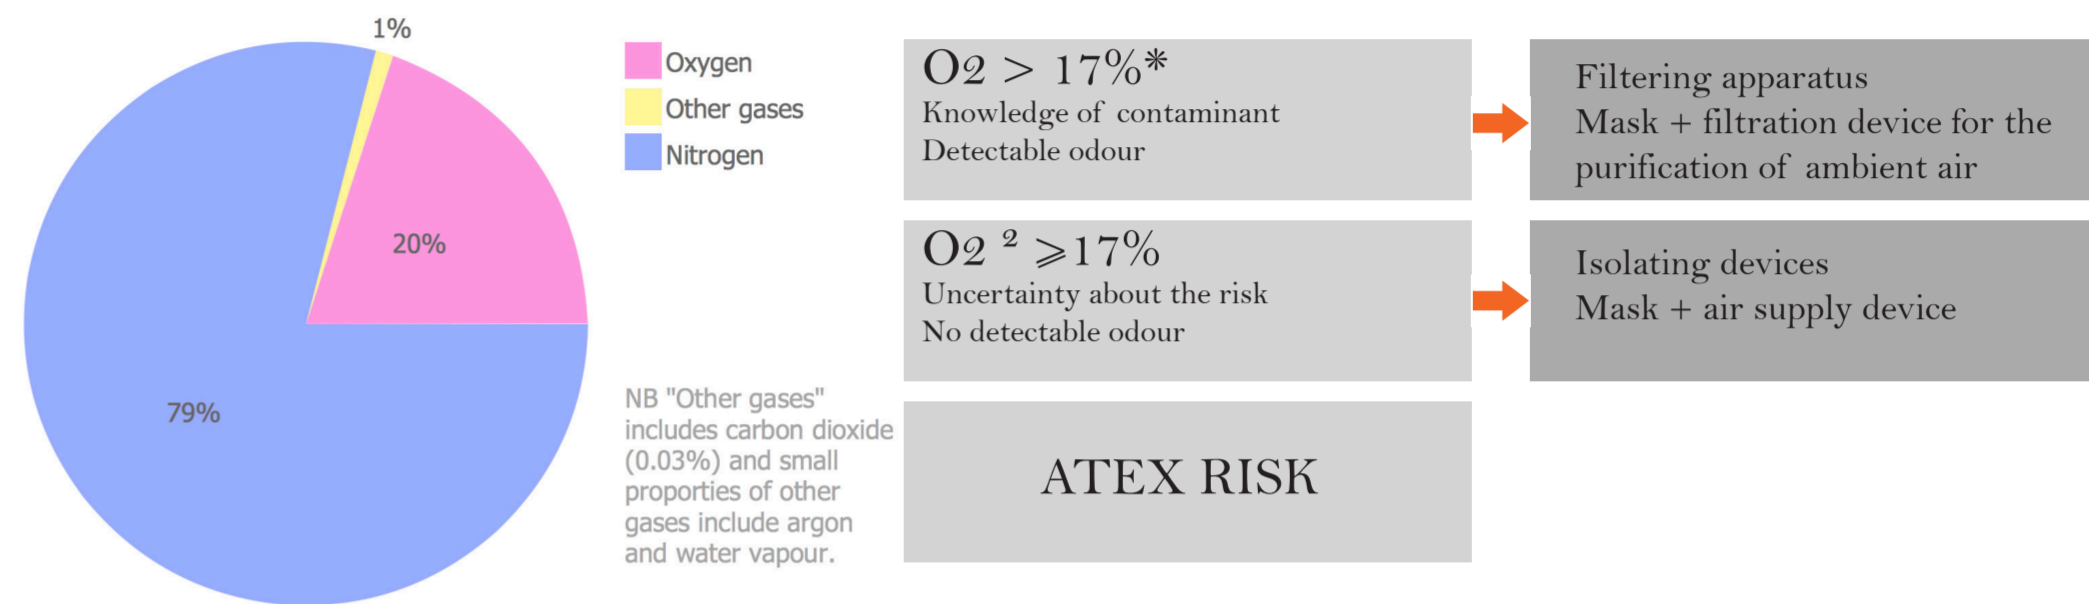 1%
20%
79%
Oxygen
Other gases
Nitrogen
NB "Other gases"
includes carbon dioxide
(0.03%) and small
proporties of other
gases include argon
and water vapour.
O2 > 17%*
Knowledge of contaminant
Detectable odour
Filtering apparatus
Mask + filtration device for the
purification of ambient air
O2 ² ⩾17%
Uncertainty about the risk
No detectable odour
Isolating devices
Mask + air supply device
ATEX RISK